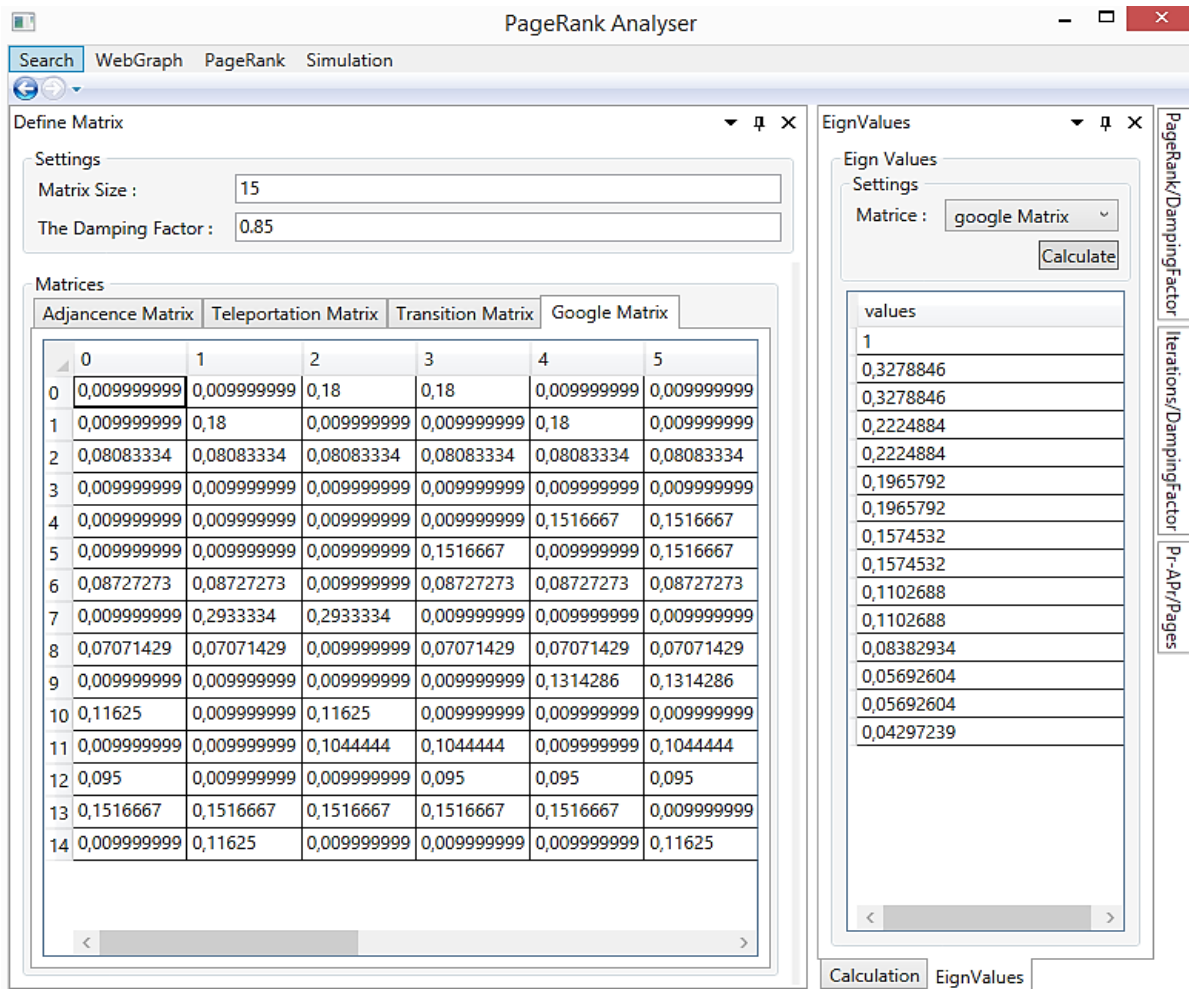 PageRank Analyser
Search WebGraph PageRank Simulation
Define Matrix
Settings
Matrix Size : 15
The Damping Factor : 0.85
Matrices
Adjancence Matrix Teleportation Matrix Transition Matrix Google Matrix
0 1 2 3 4 5
0 0,009999999 0,009999999 0,18 0,18 0,009999999 0,009999999
1 0,009999999 0,18 0,009999999 0,009999999 0,18 0,009999999
2 0,08083334 0,08083334 0,08083334 0,08083334 0,08083334 0,08083334
3 0,009999999 0,009999999 0,009999999 0,009999999 0,009999999 0,009999999
4 0,009999999 0,009999999 0,009999999 0,009999999 0,1516667 0,1516667
5 0,009999999 0,009999999 0,009999999 0,1516667 0,009999999 0,1516667
6 0,08727273 0,08727273 0,009999999 0,08727273 0,08727273 0,08727273
7 0,009999999 0,2933334 0,2933334 0,009999999 0,009999999 0,009999999
8 0,07071429 0,07071429 0,009999999 0,07071429 0,07071429 0,07071429
9 0,009999999 0,009999999 0,009999999 0,009999999 0,1314286 0,1314286
10 0,11625 0,009999999 0,11625 0,009999999 0,009999999 0,009999999
11 0,009999999 0,009999999 0,1044444 0,1044444 0,009999999 0,1044444
12 0,095 0,009999999 0,009999999 0,095 0,095 0,095
13 0,1516667 0,1516667 0,1516667 0,1516667 0,1516667 0,009999999
14 0,009999999 0,11625 0,009999999 0,009999999 0,009999999 0,11625
EignValues
Eign Values
Settings
Matrice : google Matrix
Calculate
values
1
0,3278846
0,3278846
0,2224884
0,2224884
0,1965792
0,1965792
0,1574532
0,1574532
0,1102688
0,1102688
0,08382934
0,05692604
0,05692604
0,04297239
Calculation EignValues
PageRank/DampingFactor
Iterations/DampingFactor
Pr-APr/Pages